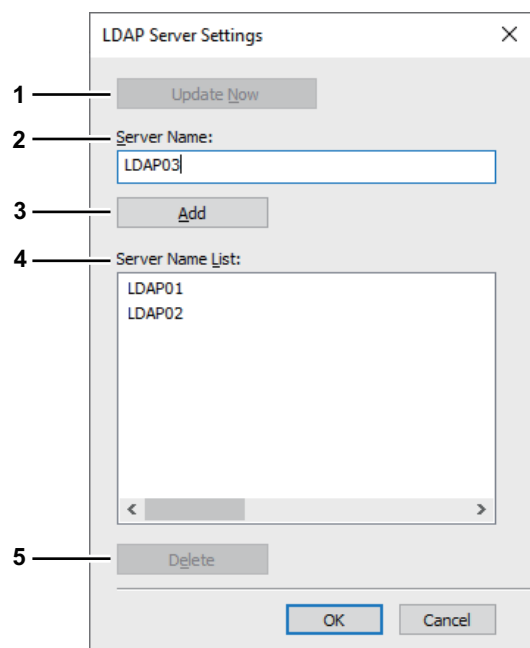 LDAP Server Settings
1 Update Now
2 Server Name:
LDAP03
3 Add
4 Server Name List:
LDAP01
LDAP02
5 Delete
OK Cancel